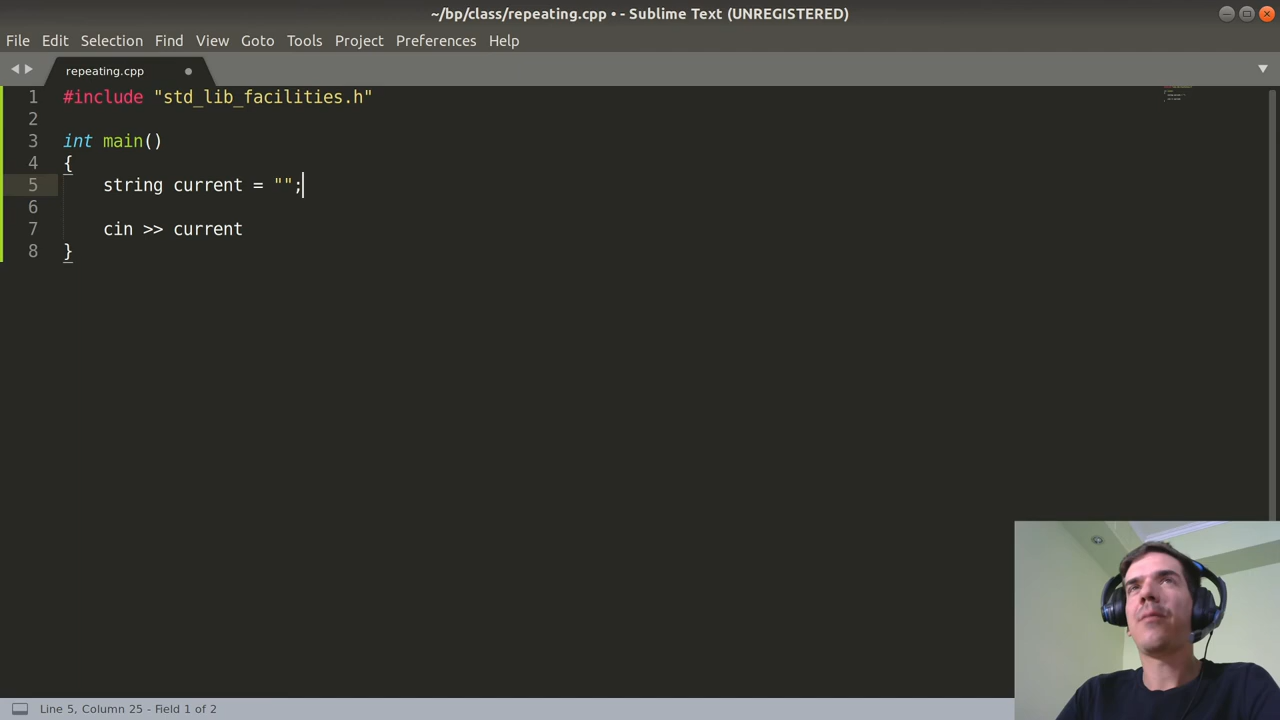 ~/bp/class/repeating.cpp • - Sublime Text (UNREGISTERED)
File Edit Selection Find View Goto Tools Project Preferences Help
repeating.cpp
1 #include "std_lib_facilities.h"
2
3 int main()
4 {
5 string current = "";
6
7 cin >> current
8 }
Line 5, Column 25 - Field 1 of 2